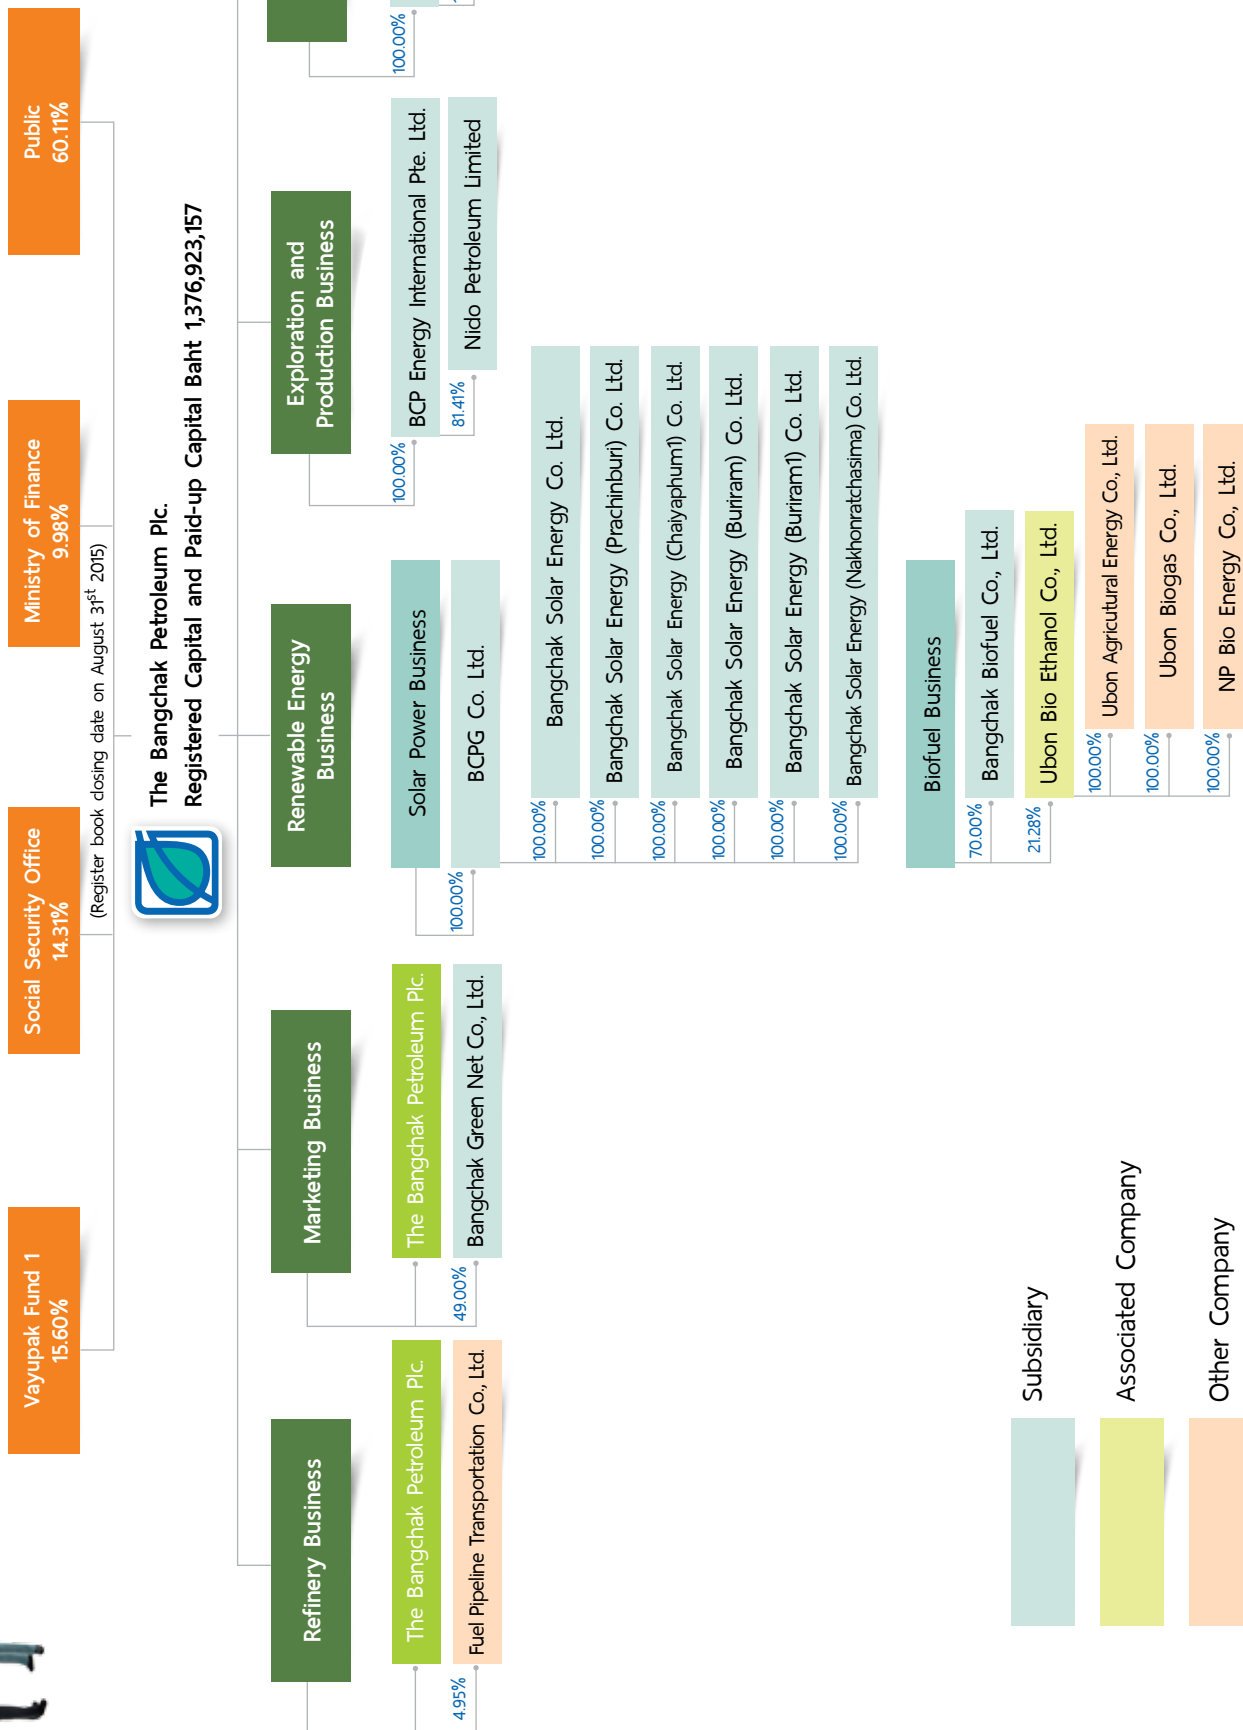 Vayupak Fund 1
15.60%
Social Security Office
14.31%
Ministry of Finance
9.98%
Public
60.11%
(Register book closing date on August 31st 2015)
The Bangchak Petroleum Plc.
Registered Capital and Paid-up Capital Baht 1,376,923,157
Refinery Business
The Bangchak Petroleum Plc.
4.95%
Fuel Pipeline Transportation Co., Ltd.
Marketing Business
The Bangchak Petroleum Plc.
49.00%
Bangchak Green Net Co., Ltd.
Renewable Energy
Business
Solar Power Business
100.00%
BCPG Co. Ltd.
100.00%
Bangchak Solar Energy Co. Ltd.
100.00%
Bangchak Solar Energy (Prachinburi) Co. Ltd.
100.00%
Bangchak Solar Energy (Chaiyaphum1) Co. Ltd.
100.00%
Bangchak Solar Energy (Buriram) Co. Ltd.
100.00%
Bangchak Solar Energy (Buriram1) Co. Ltd.
100.00%
Bangchak Solar Energy (Nakhonratchasima) Co. Ltd.
Biofuel Business
70.00%
Bangchak Biofuel Co., Ltd.
21.28%
Ubon Bio Ethanol Co., Ltd.
100.00%
Ubon Agricutural Energy Co., Ltd.
100.00%
Ubon Biogas Co., Ltd.
100.00%
NP Bio Energy Co., Ltd.
Exploration and
Production Business
100.00%
BCP Energy International Pte. Ltd.
81.41%
Nido Petroleum Limited
100.00%
Subsidiary
Associated Company
Other Company